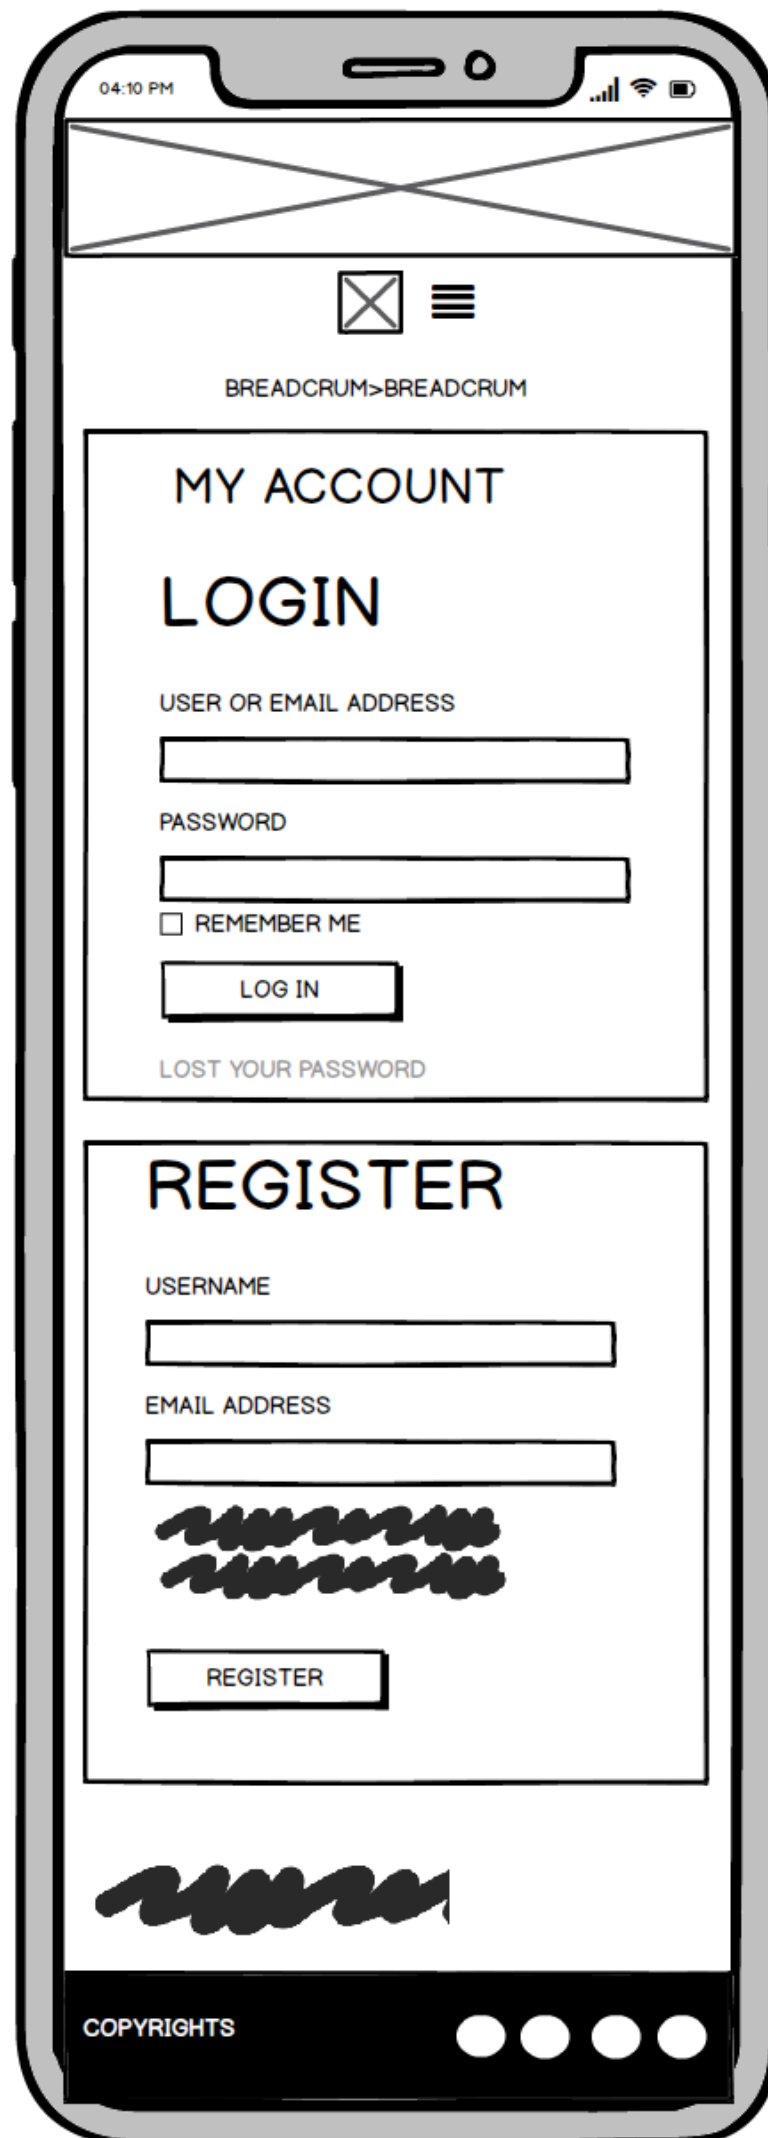 04:10 PM
BREADCRUM>BREADCRUM
MY ACCOUNT
LOGIN
USER OR EMAIL ADDRESS
PASSWORD
REMEMBER ME
LOG IN
LOST YOUR PASSWORD
REGISTER
USERNAME
EMAIL ADDRESS
REGISTER
COPYRIGHTS